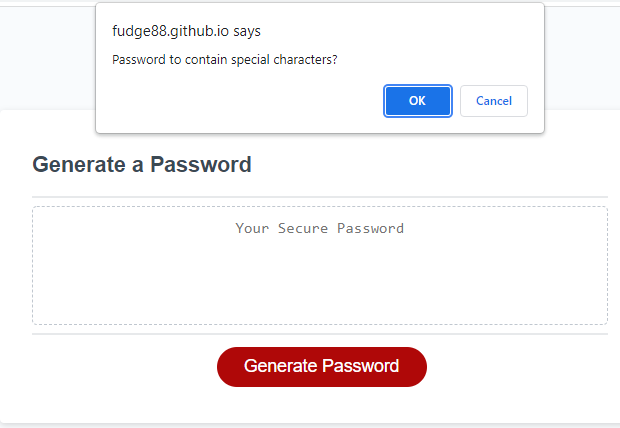 fudge88.github.io says
Password to contain special characters?
OK
Cancel
Generate a Password
Your Secure Password
Generate Password